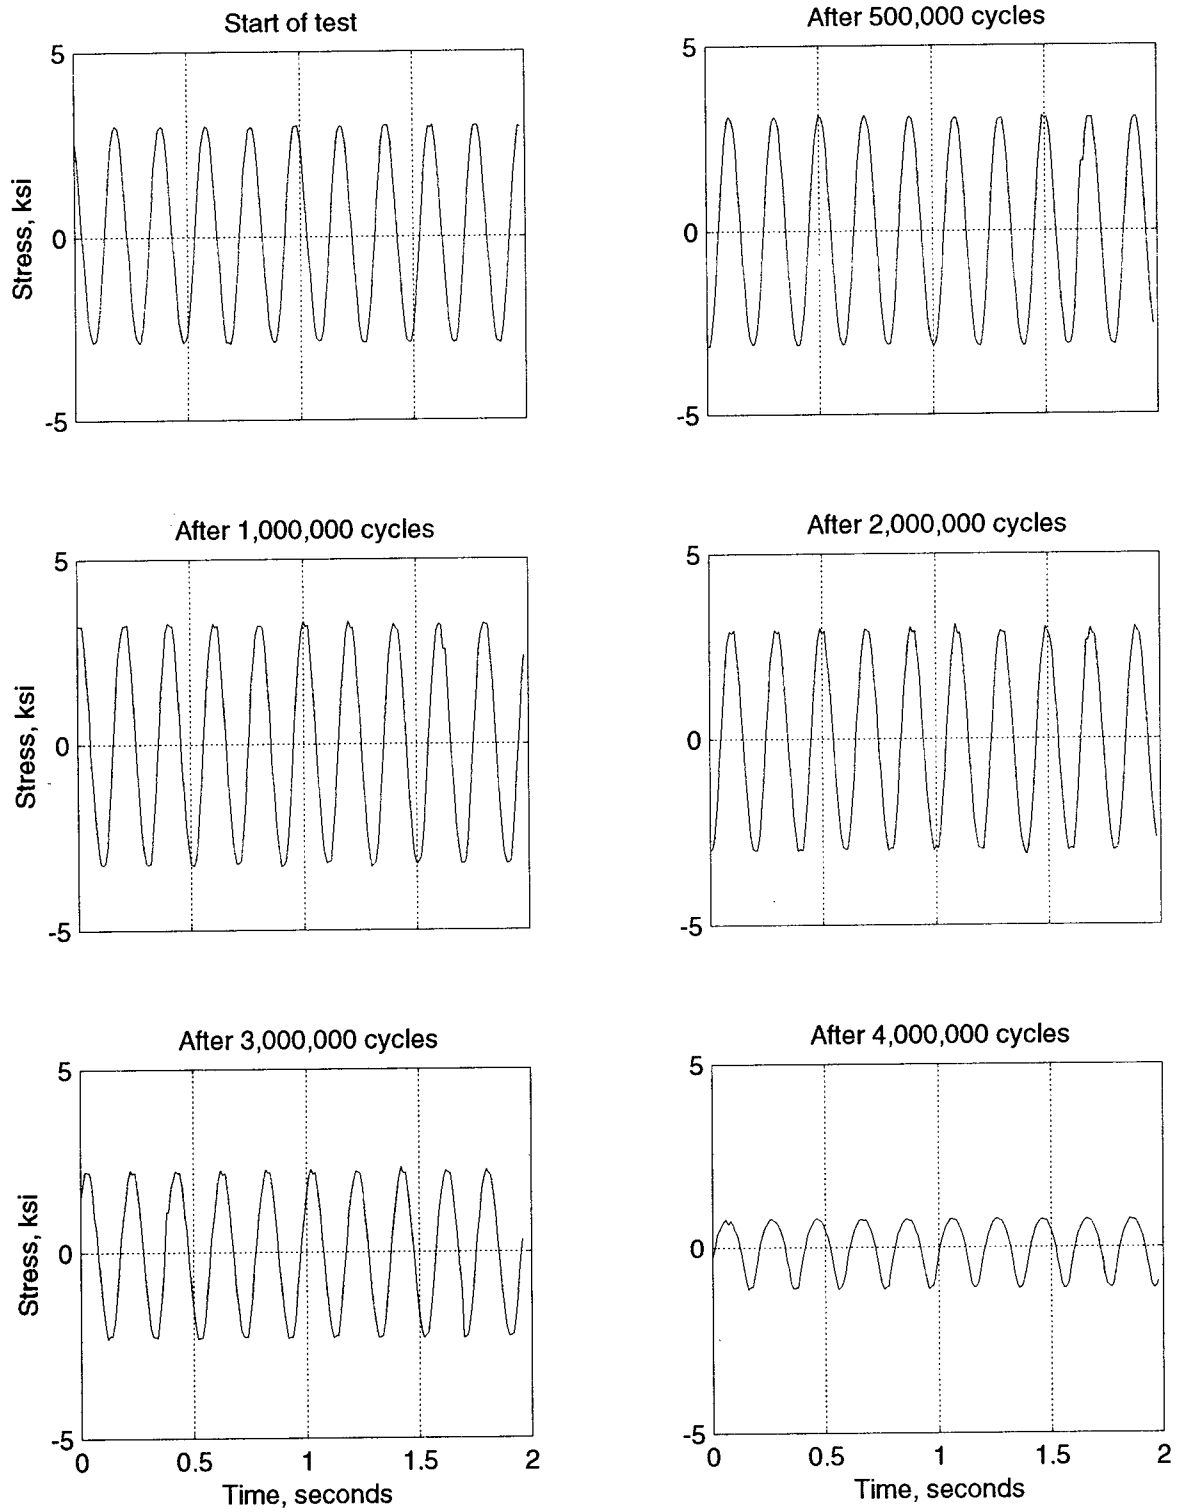 Start of test
5
0
-5
Stress, ksi
After 500,000 cycles
5
0
-5
After 1,000,000 cycles
5
0
-5
Stress, ksi
After 2,000,000 cycles
5
0
-5
After 3,000,000 cycles
5
0
-5
Stress, ksi
0 0.5 1 1.5 2
Time, seconds
After 4,000,000 cycles
5
0
-5
0 0.5 1 1.5 2
Time, seconds